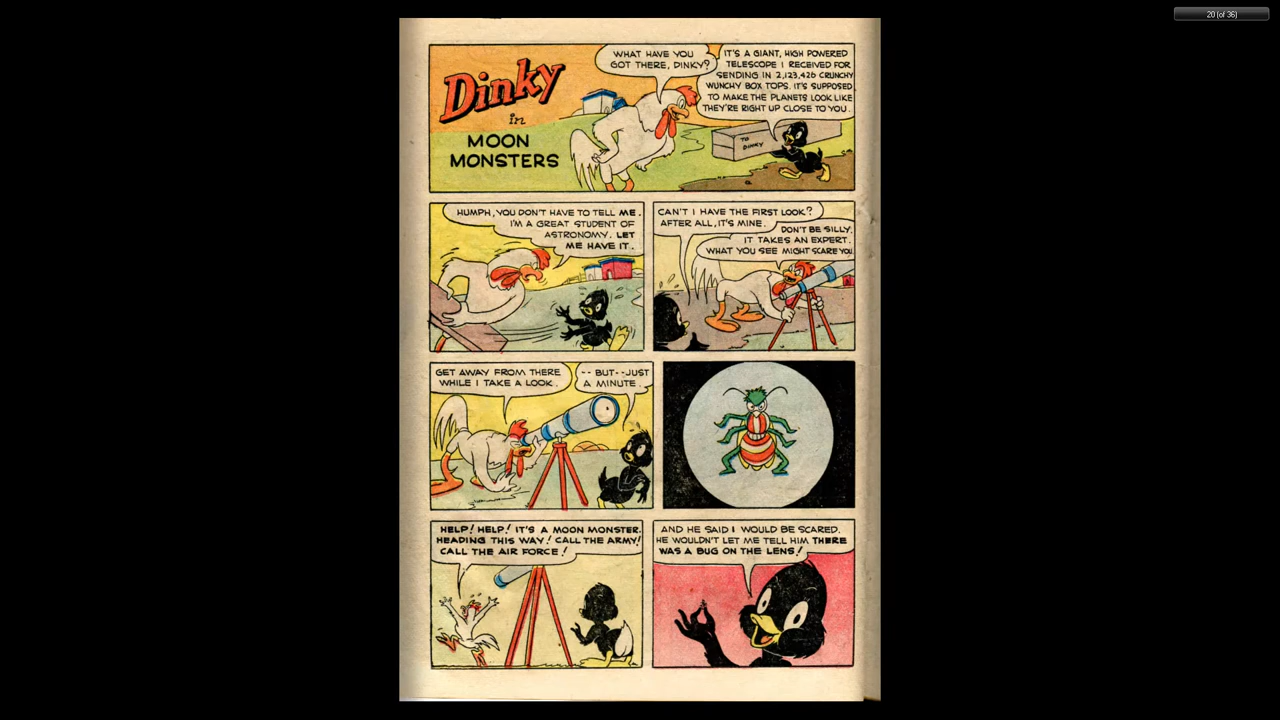 20 (of 36)
Dinky
in
MOON
MONSTERS
WHAT HAVE YOU
GOT THERE, DINKY?
IT'S A GIANT, HIGH POWERED
TELESCOPE I RECEIVED FOR
SENDING IN 2,123,426 CRUNCHY
WUNCHY BOX TOPS. IT'S SUPPOSED
TO MAKE THE PLANETS LOOK LIKE
THEY'RE RIGHT UP CLOSE TO YOU.
TO
DINKY
HUMPH, YOU DON'T HAVE TO TELL ME.
I'M A GREAT STUDENT OF
ASTRONOMY. LET
ME HAVE IT.
CAN'T I HAVE THE FIRST LOOK?
AFTER ALL, IT'S MINE.
DON'T BE SILLY.
IT TAKES AN EXPERT.
WHAT YOU SEE MIGHT SCARE YOU.
GET AWAY FROM THERE
WHILE I TAKE A LOOK.
-- BUT--JUST
A MINUTE.
HELP! HELP! IT'S A MOON MONSTER.
HEADING THIS WAY! CALL THE ARMY!
CALL THE AIR FORCE!
AND HE SAID I WOULD BE SCARED.
HE WOULDN'T LET ME TELL HIM THERE
WAS A BUG ON THE LENS!